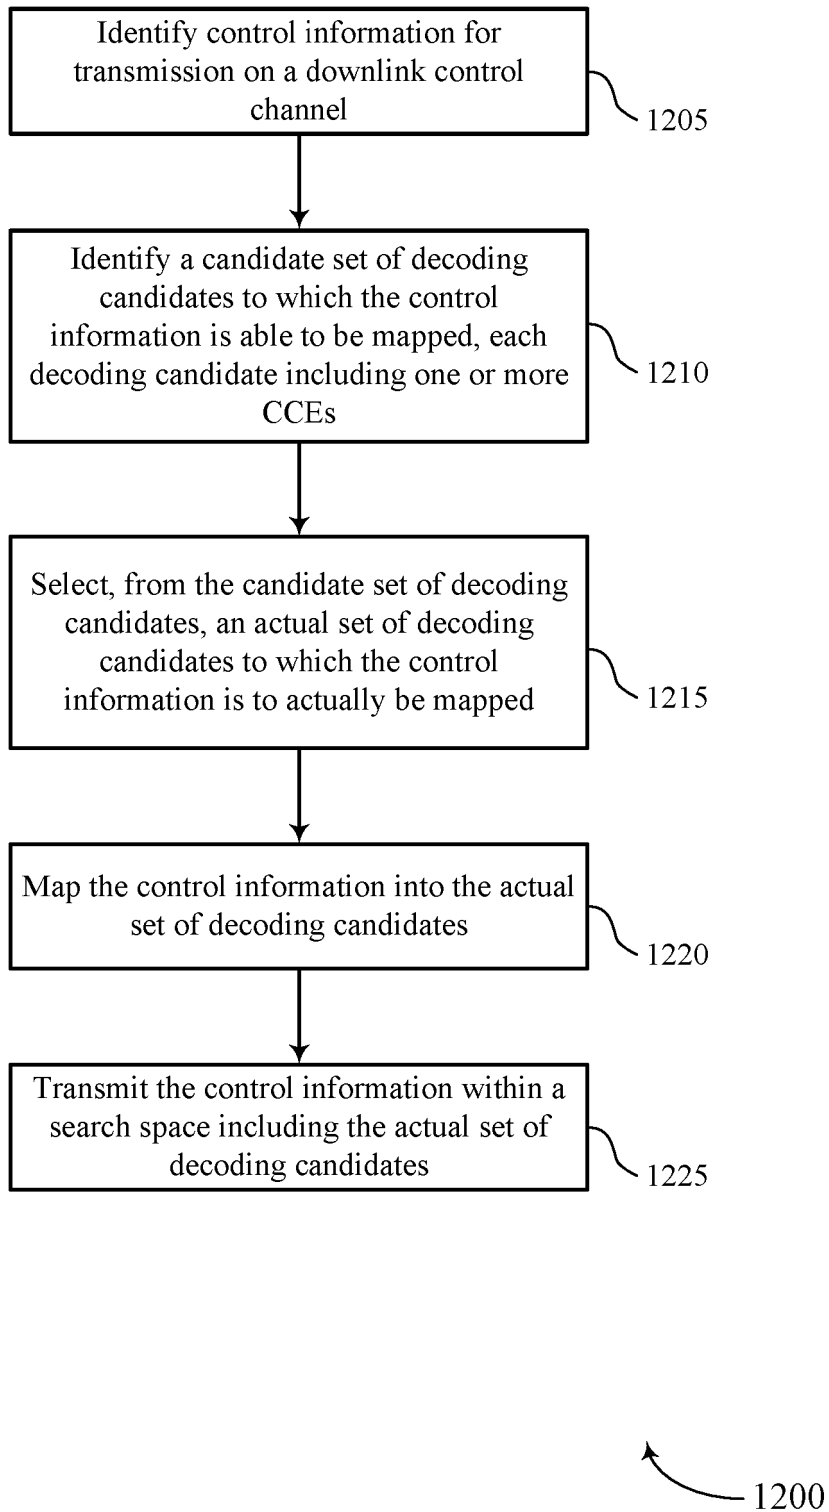 Identify control information for
transmission on a downlink control
channel
1205
Identify a candidate set of decoding
candidates to which the control
information is able to be mapped, each
decoding candidate including one or more
CCEs
1210
Select, from the candidate set of decoding
candidates, an actual set of decoding
candidates to which the control
information is to actually be mapped
1215
Map the control information into the actual
set of decoding candidates
1220
Transmit the control information within a
search space including the actual set of
decoding candidates
1225
1200